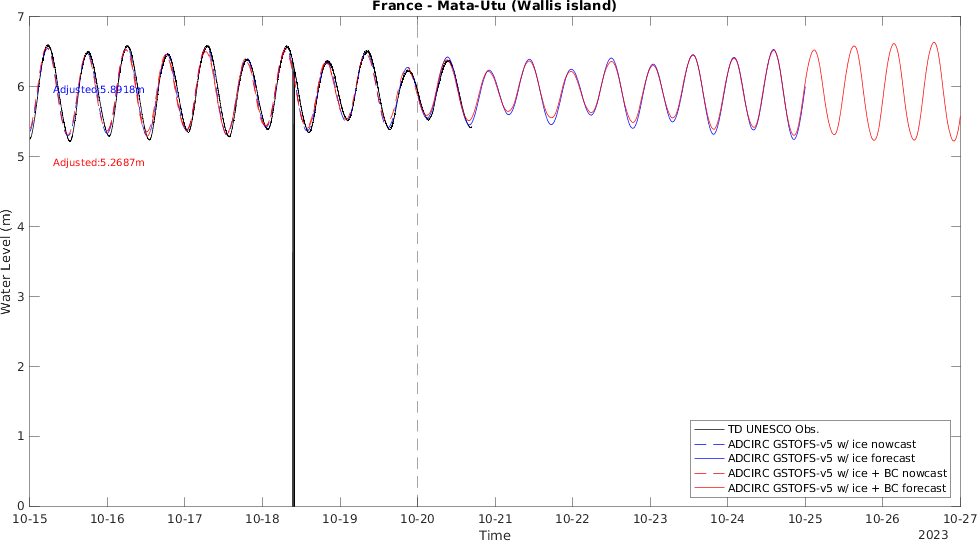 France - Mata-Utu (Wallis island)
7
6
5
4
3
2
1
0
Water Level (m)
Adjusted:5.8918m
Adjusted:5.2687m
TD UNESCO Obs.
ADCIRC GSTOFS-v5 w/ ice nowcast
ADCIRC GSTOFS-v5 w/ ice forecast
ADCIRC GSTOFS-v5 w/ ice + BC nowcast
ADCIRC GSTOFS-v5 w/ ice + BC forecast
10-15 10-16 10-17 10-18 10-19 10-20 10-21 10-22 10-23 10-24 10-25 10-26 10-27
Time
2023